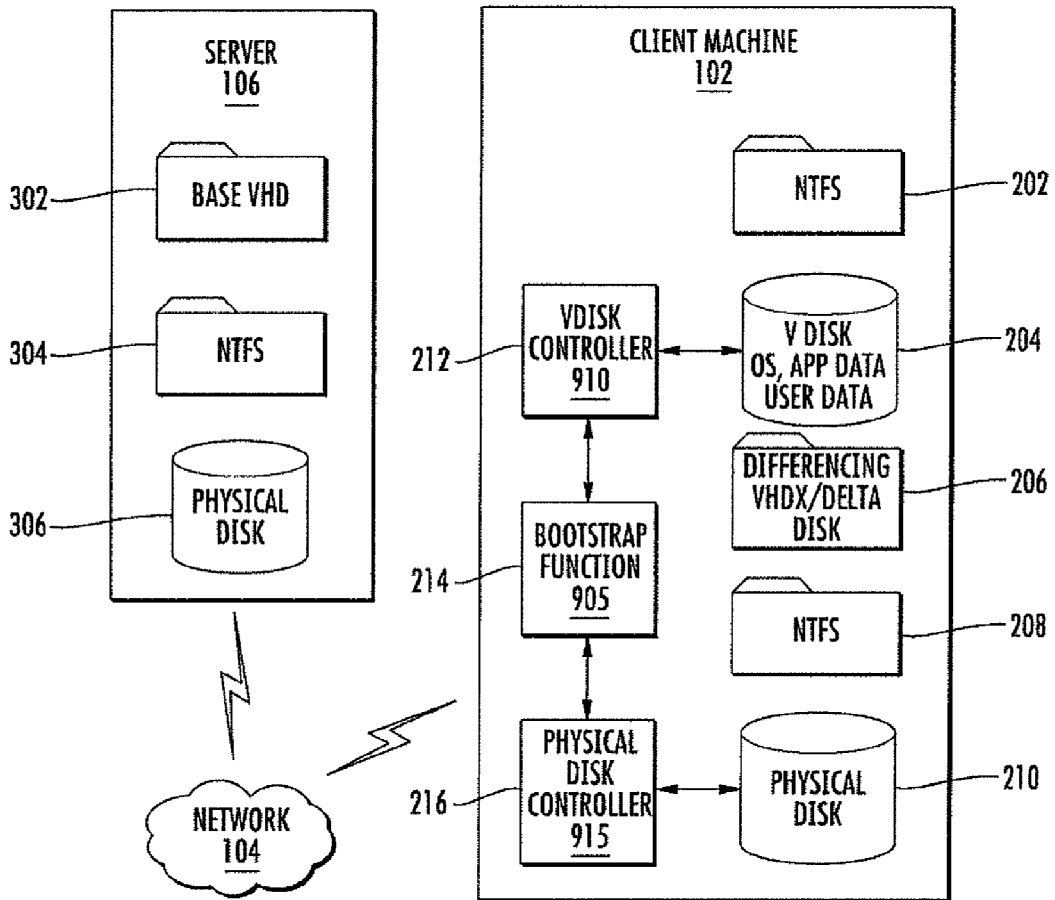 SERVER
106
302
BASE VHD
304
NTFS
306
PHYSICAL
DISK
NETWORK
104
CLIENT MACHINE
102
NTFS
202
212
VDISK
CONTROLLER
910
V DISK
OS, APP DATA
USER DATA
204
DIFFERENCING
VHDX/DELTA
DISK
206
214
BOOTSTRAP
FUNCTION
905
NTFS
208
216
PHYSICAL
DISK
CONTROLLER
915
PHYSICAL
DISK
210